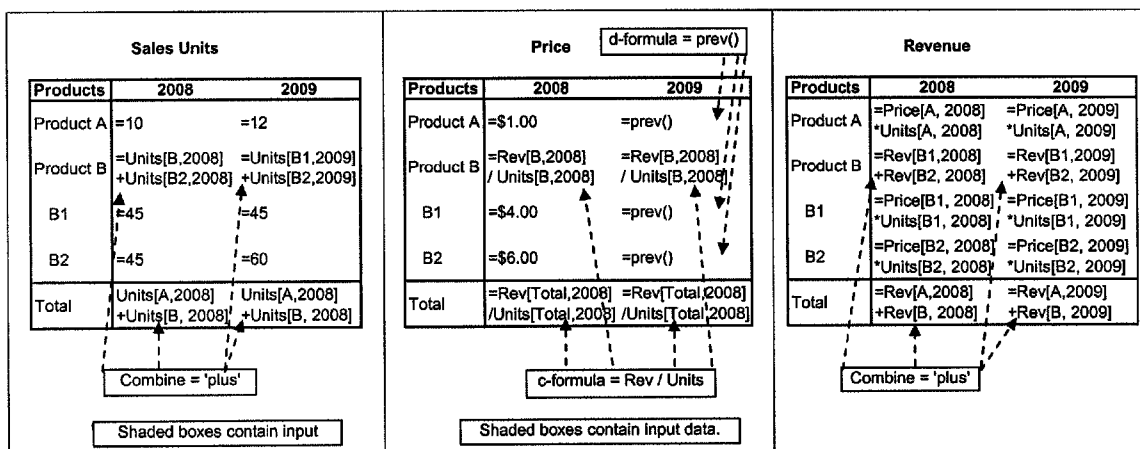 Sales Units
Products 2008 2009
Product A =10 =12
Product B =Units[B,2008] =Units[B1,2009]
+Units[B2,2008] +Units[B2,2009]
B1 =45 =45
B2 =45 =60
Total Units[A,2008] Units[A,2008]
+Units[B, 2008] +Units[B, 2008]
Combine = 'plus'
Shaded boxes contain input
Price
d-formula = prev()
Products 2008 2009
Product A =$1.00 =prev()
Product B =Rev[B,2008] =Rev[B,2008]
/ Units[B,2008] / Units[B,2008]
B1 =$4.00 =prev()
B2 =$6.00 =prev()
Total =Rev[Total,2008] =Rev[Total,2008]
/Units[Total,2008] /Units[Total,2008]
c-formula = Rev / Units
Shaded boxes contain input data.
Revenue
Products 2008 2009
Product A =Price[A, 2008] =Price[A, 2009]
*Units[A, 2008] *Units[A, 2009]
Product B =Rev[B1, 2008] =Rev[B1, 2009]
+Rev[B2, 2008] +Rev[B2, 2009]
B1 =Price[B1, 2008] =Price[B1, 2009]
*Units[B1, 2008] *Units[B1, 2009]
B2 =Price[B2, 2008] =Price[B2, 2009]
*Units[B2, 2008] *Units[B2, 2009]
Total =Rev[A, 2008] =Rev[A,2009]
+Rev[B, 2008] +Rev[B, 2009]
Combine = 'plus'